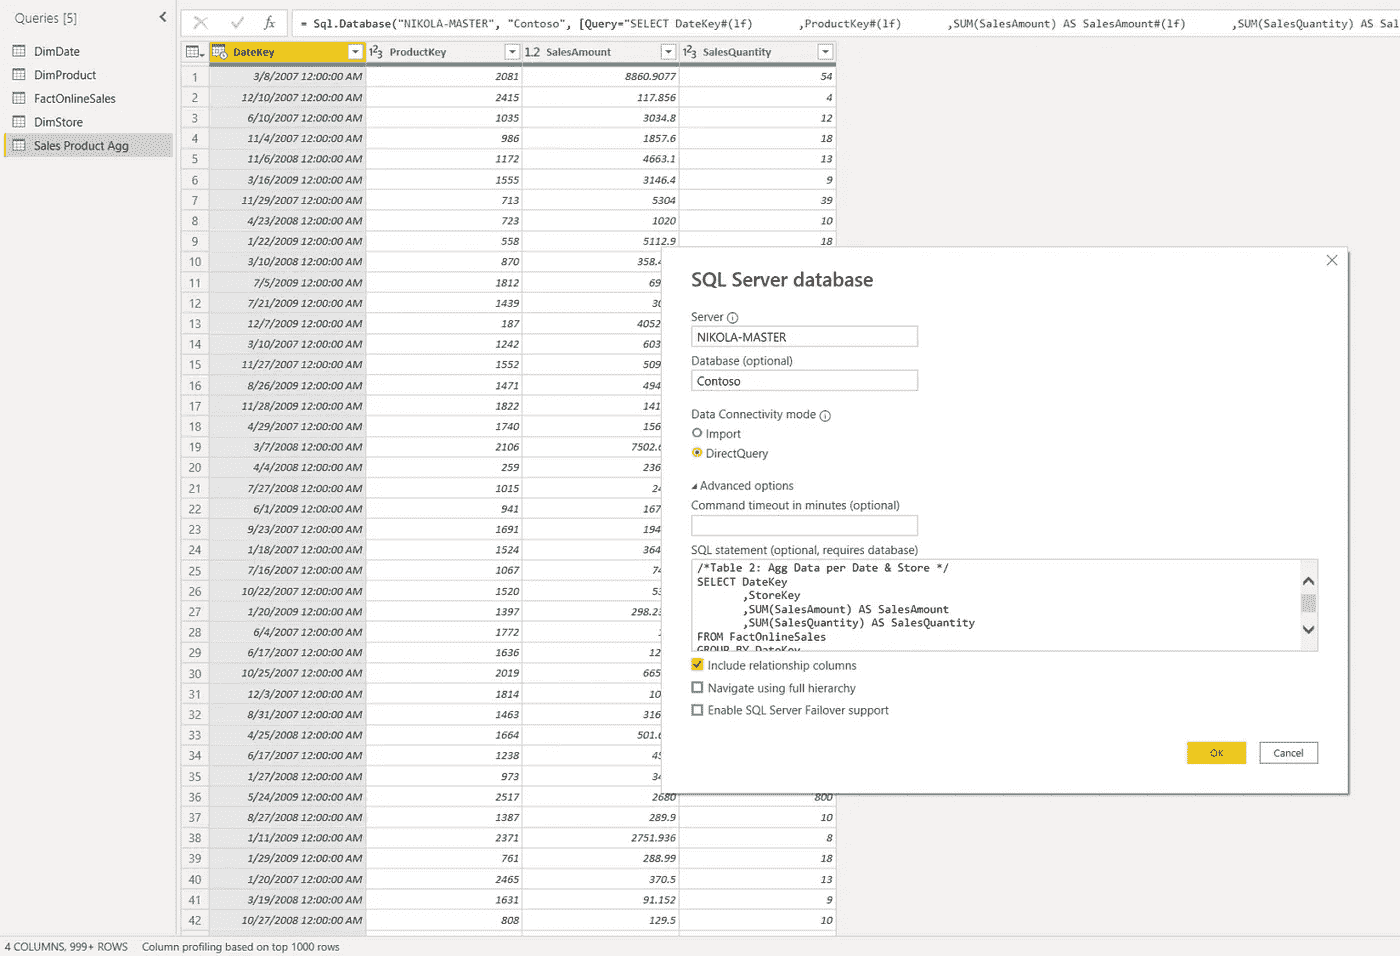 Queries [5]
DimDate
DimProduct
FactOnlineSales
DimStore
Sales Product Agg
= Sql.Database("NIKOLA-MASTER", "Contoso", [Query="SELECT DateKey#(lf) ,ProductKey#(lf) ,SUM(SalesAmount) AS SalesAmount#(lf) ,SUM(SalesQuantity) AS Sal
DateKey 1²3 ProductKey 1.2 SalesAmount 1²3 SalesQuantity
1 3/8/2007 12:00:00 AM 2081 8860.9077 54
2 12/10/2007 12:00:00 AM 2415 117.856 4
3 6/10/2007 12:00:00 AM 1035 3034.8 12
4 11/4/2007 12:00:00 AM 986 1857.6 18
5 11/6/2008 12:00:00 AM 1172 4663.1 13
6 3/16/2009 12:00:00 AM 1555 3146.4 9
7 11/29/2007 12:00:00 AM 713 5304 39
8 4/23/2008 12:00:00 AM 723 1020 10
9 1/22/2009 12:00:00 AM 558 5112.9 18
10 3/10/2008 12:00:00 AM 870 358.4
11 7/5/2009 12:00:00 AM 1812 69
12 7/21/2009 12:00:00 AM 1439 30
13 12/7/2009 12:00:00 AM 187 4052
14 3/10/2007 12:00:00 AM 1242 603
15 11/27/2007 12:00:00 AM 1552 509
16 8/26/2009 12:00:00 AM 1471 494
17 11/28/2009 12:00:00 AM 1822 141
18 4/29/2007 12:00:00 AM 1740 156
19 3/7/2008 12:00:00 AM 2106 7502.
20 4/4/2008 12:00:00 AM 259 236
21 7/27/2008 12:00:00 AM 1015 24
22 6/1/2009 12:00:00 AM 941 167
23 9/23/2007 12:00:00 AM 1691 194
24 1/18/2007 12:00:00 AM 1524 364
25 7/16/2007 12:00:00 AM 1067 74
26 10/22/2007 12:00:00 AM 1520 53
27 1/20/2009 12:00:00 AM 1397 298.23
28 6/4/2007 12:00:00 AM 1772
29 6/17/2007 12:00:00 AM 1636 12
30 10/25/2007 12:00:00 AM 2019 665
31 12/3/2007 12:00:00 AM 1814 10
32 8/31/2007 12:00:00 AM 1463 316
33 4/25/2008 12:00:00 AM 1664 501.
34 6/17/2007 12:00:00 AM 1238 45
35 1/27/2008 12:00:00 AM 973 34
36 5/24/2009 12:00:00 AM 2517 2680 800
37 8/27/2008 12:00:00 AM 1387 289.9 10
38 1/11/2009 12:00:00 AM 2371 2751.936 8
39 1/29/2009 12:00:00 AM 761 288.99 18
40 1/20/2007 12:00:00 AM 2465 370.5 13
41 3/19/2008 12:00:00 AM 1631 91.152 9
42 10/27/2008 12:00:00 AM 808 129.5 10
SQL Server database
Server
NIKOLA-MASTER
Database (optional)
Contoso
Data Connectivity mode
Import
DirectQuery
Advanced options
Command timeout in minutes (optional)
SQL statement (optional, requires database)
/*Table 2: Agg Data per Date & Store */
SELECT DateKey
,StoreKey
,SUM(SalesAmount) AS SalesAmount
,SUM(SalesQuantity) AS SalesQuantity
FROM FactOnlineSales
GROUP BY DateKey
Include relationship columns
Navigate using full hierarchy
Enable SQL Server Failover support
OK Cancel
4 COLUMNS, 999+ ROWS Column profiling based on top 1000 rows